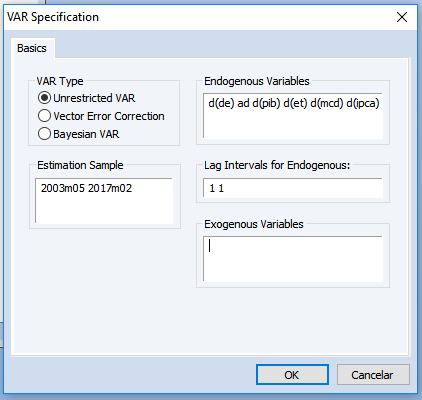 VAR Specification
Basics
VAR Type
Unrestricted VAR
Vector Error Correction
Bayesian VAR
Endogenous Variables
d(de) ad d(pib) d(et) d(mcd) d(ipca)
Estimation Sample
2003m05 2017m02
Lag Intervals for Endogenous:
1 1
Exogenous Variables
OK
Cancelar